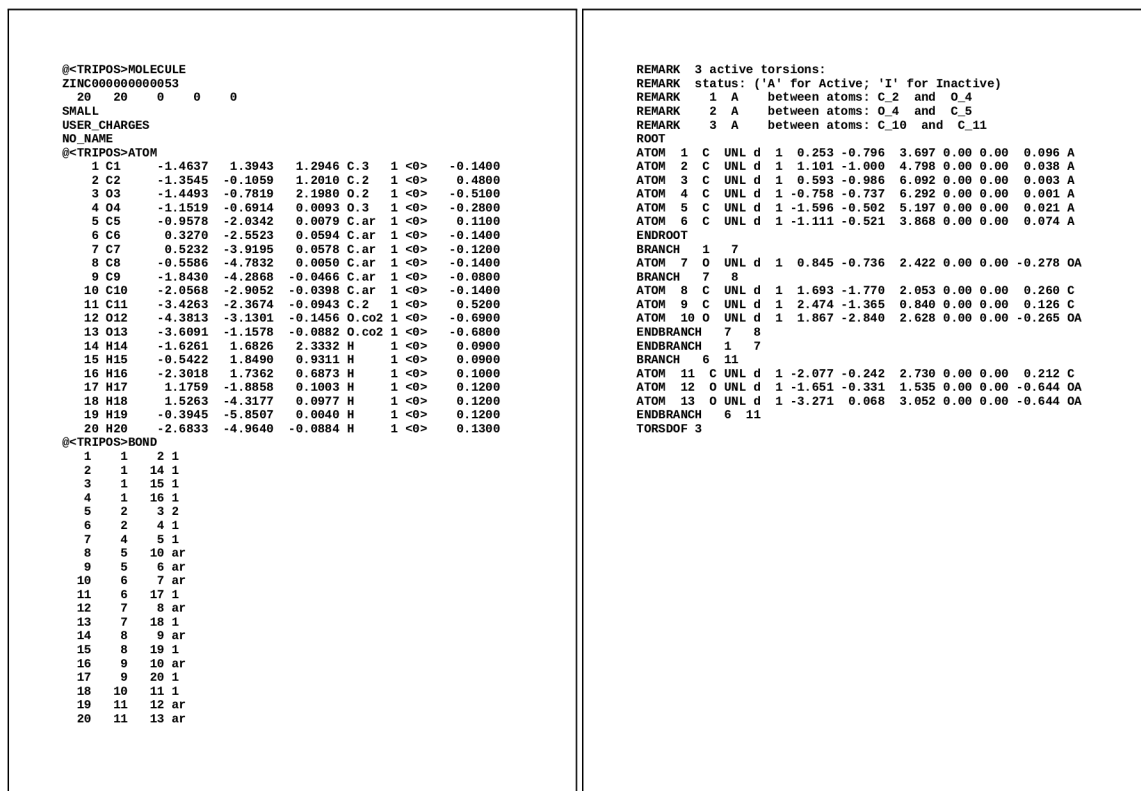 @<TRIPOS>MOLECULE
ZINC000000000053
20 20 0 0 0
SMALL
USER_CHARGES
NO_NAME
@<TRIPOS>ATOM
1 C1 -1.4637 1.3943 1.2946 C.3 1 <0> -0.1400
2 C2 -1.3545 -0.1059 1.2010 C.2 1 <0> 0.4800
3 O3 -1.4493 -0.7819 2.1980 O.2 1 <0> -0.5100
4 O4 -1.1519 -0.6914 0.0093 O.3 1 <0> -0.2800
5 C5 -0.9578 -2.0342 0.0079 C.ar 1 <0> 0.1100
6 C6 0.3270 -2.5523 0.0594 C.ar 1 <0> -0.1400
7 C7 0.5232 -3.9195 0.0578 C.ar 1 <0> -0.1200
8 C8 -0.5586 -4.7832 0.0050 C.ar 1 <0> -0.1400
9 C9 -1.8430 -4.2868 -0.0466 C.ar 1 <0> -0.0800
10 C10 -2.0568 -2.9052 -0.0398 C.ar 1 <0> -0.1400
11 C11 -3.4263 -2.3674 -0.0943 C.2 1 <0> 0.5200
12 O12 -4.3813 -3.1301 -0.1456 O.co2 1 <0> -0.6900
13 O13 -3.6091 -1.1578 -0.0882 O.co2 1 <0> -0.6800
14 H14 -1.6261 1.6826 2.3332 H 1 <0> 0.0900
15 H15 -0.5422 1.8490 0.9311 H 1 <0> 0.0900
16 H16 -2.3018 1.7362 0.6873 H 1 <0> 0.1000
17 H17 1.1759 -1.8858 0.1003 H 1 <0> 0.1200
18 H18 1.5263 -4.3177 0.0977 H 1 <0> 0.1200
19 H19 -0.3945 -5.8507 0.0040 H 1 <0> 0.1200
20 H20 -2.6833 -4.9640 -0.0884 H 1 <0> 0.1300
@<TRIPOS>BOND
1 1 2 1
2 1 14 1
3 1 15 1
4 1 16 1
5 2 3 2
6 2 4 1
7 4 5 1
8 5 10 ar
9 5 6 ar
10 6 7 ar
11 6 17 1
12 7 8 ar
13 7 18 1
14 8 9 ar
15 8 19 1
16 9 10 ar
17 9 20 1
18 10 11 1
19 11 12 ar
20 11 13 ar
REMARK 3 active torsions:
REMARK status: ('A' for Active; 'I' for Inactive)
REMARK 1 A between atoms: C_2 and O_4
REMARK 2 A between atoms: O_4 and C_5
REMARK 3 A between atoms: C_10 and C_11
ROOT
ATOM 1 C UNL d 1 0.253 -0.796 3.697 0.00 0.00 0.096 A
ATOM 2 C UNL d 1 1.101 -1.000 4.798 0.00 0.00 0.038 A
ATOM 3 C UNL d 1 0.593 -0.986 6.092 0.00 0.00 0.003 A
ATOM 4 C UNL d 1 -0.758 -0.737 6.292 0.00 0.00 0.001 A
ATOM 5 C UNL d 1 -1.596 -0.502 5.197 0.00 0.00 0.021 A
ATOM 6 C UNL d 1 -1.111 -0.521 3.868 0.00 0.00 0.074 A
ENDROOT
BRANCH 1 7
ATOM 7 O UNL d 1 0.845 -0.736 2.422 0.00 0.00 -0.278 OA
BRANCH 7 8
ATOM 8 C UNL d 1 1.693 -1.770 2.053 0.00 0.00 0.260 C
ATOM 9 C UNL d 1 2.474 -1.365 0.840 0.00 0.00 0.126 C
ATOM 10 O UNL d 1 1.867 -2.840 2.628 0.00 0.00 -0.265 OA
ENDBRANCH 7 8
ENDBRANCH 1 7
BRANCH 6 11
ATOM 11 C UNL d 1 -2.077 -0.242 2.730 0.00 0.00 0.212 C
ATOM 12 O UNL d 1 -1.651 -0.331 1.535 0.00 0.00 -0.644 OA
ATOM 13 O UNL d 1 -3.271 0.068 3.052 0.00 0.00 -0.644 OA
ENDBRANCH 6 11
TORSDOF 3